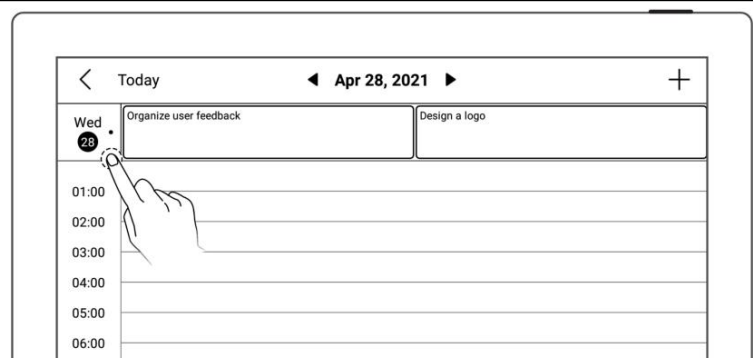 Today
Apr 28, 2021
Wed
28
Organize user feedback
Design a logo
01:00
02:00
03:00
04:00
05:00
06:00